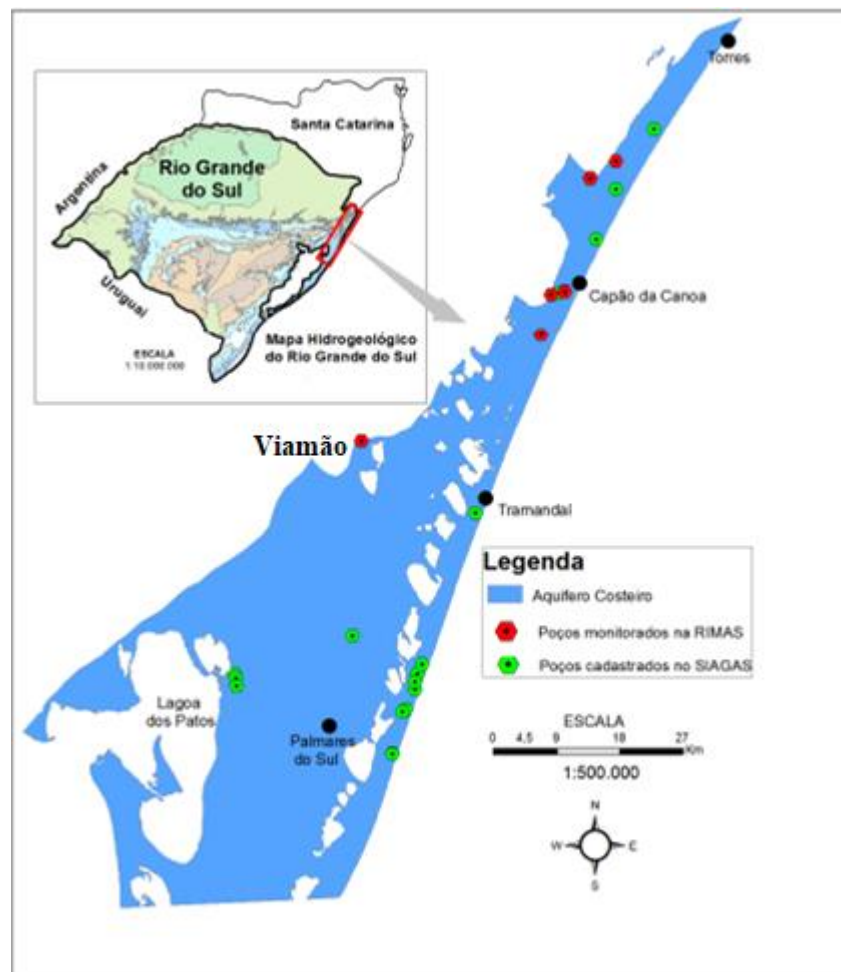 Torres
Santa Catarina
Rio Grande
do Sul
Argentina
Uruguai
Mapa Hidrogeológico
do Rio Grande do Sul
ESCALA
1:10.000.000
Capão da Canoa
Viamão
Tramandaí
Legenda
Aquifero Costeiro
Poços monitorados na RIMAS
Poços cadastrados no SIAGAS
Lagoa
dos Patos
Palmares
do Sul
ESCALA
0 4,5 9 18 27
Km
1:500.000
N
W E
S